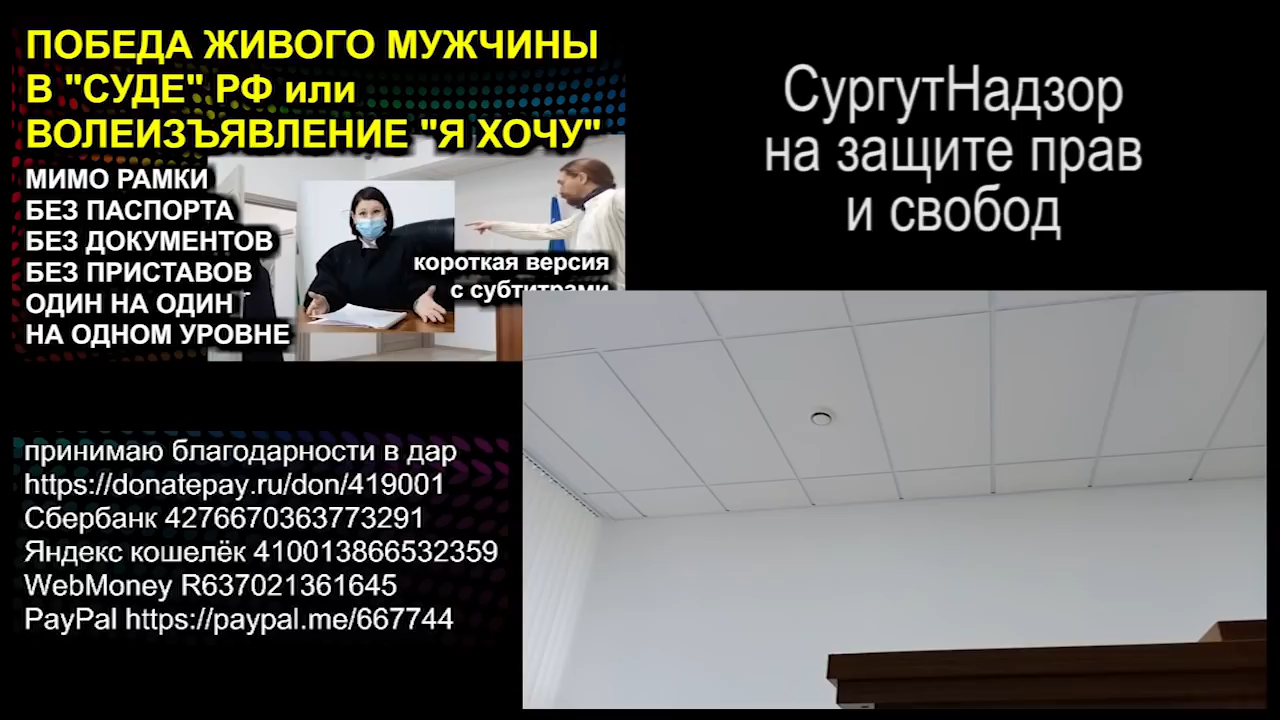 ПОБЕДА ЖИВОГО МУЖЧИНЫ
В "СУДЕ" РФ или
ВОЛЕИЗЪЯВЛЕНИЕ "Я ХОЧУ"
МИМО РАМКИ
БЕЗ ПАСПОРТА
БЕЗ ДОКУМЕНТОВ
БЕЗ ПРИСТАВОВ
ОДИН НА ОДИН
НА ОДНОМ УРОВНЕ
короткая версия
с субтитрами
СургутНадзор
на защите прав
и свобод
принимаю благодарности в дар
https://donatepay.ru/don/419001
Сбербанк 4276670363773291
Яндекс кошелёк 410013866532359
WebMoney R637021361645
PayPal https://paypal.me/667744